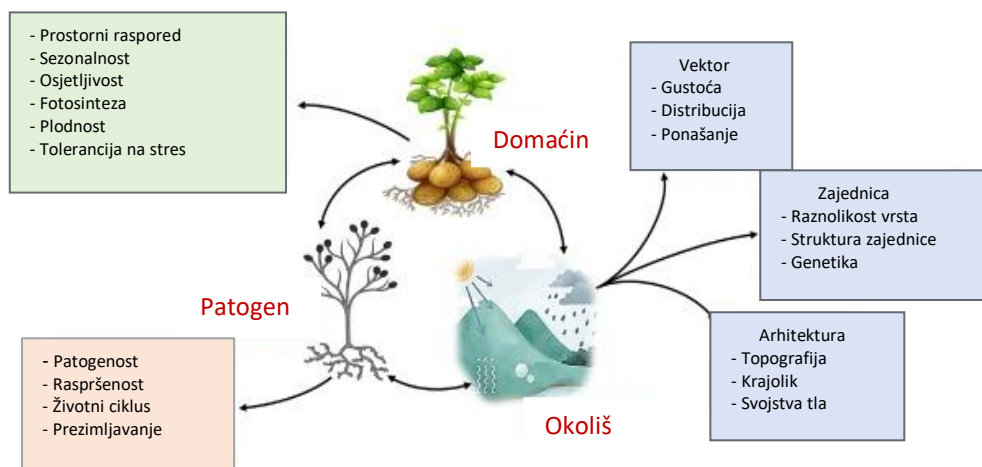 - Prostorni raspored
- Sezonalnost
- Osjetljivost
- Fotosinteza
- Plodnost
- Tolerancija na stres
Domaćin
Vektor
- Gustoća
- Distribucija
- Ponašanje
Zajednica
- Raznolikost vrsta
- Struktura zajednice
- Genetika
Patogen
Arhitektura
- Topografija
- Krajolik
- Svojstva tla
- Patogenost
- Raspršenost
- Životni ciklus
- Prezimljavanje
Okoliš